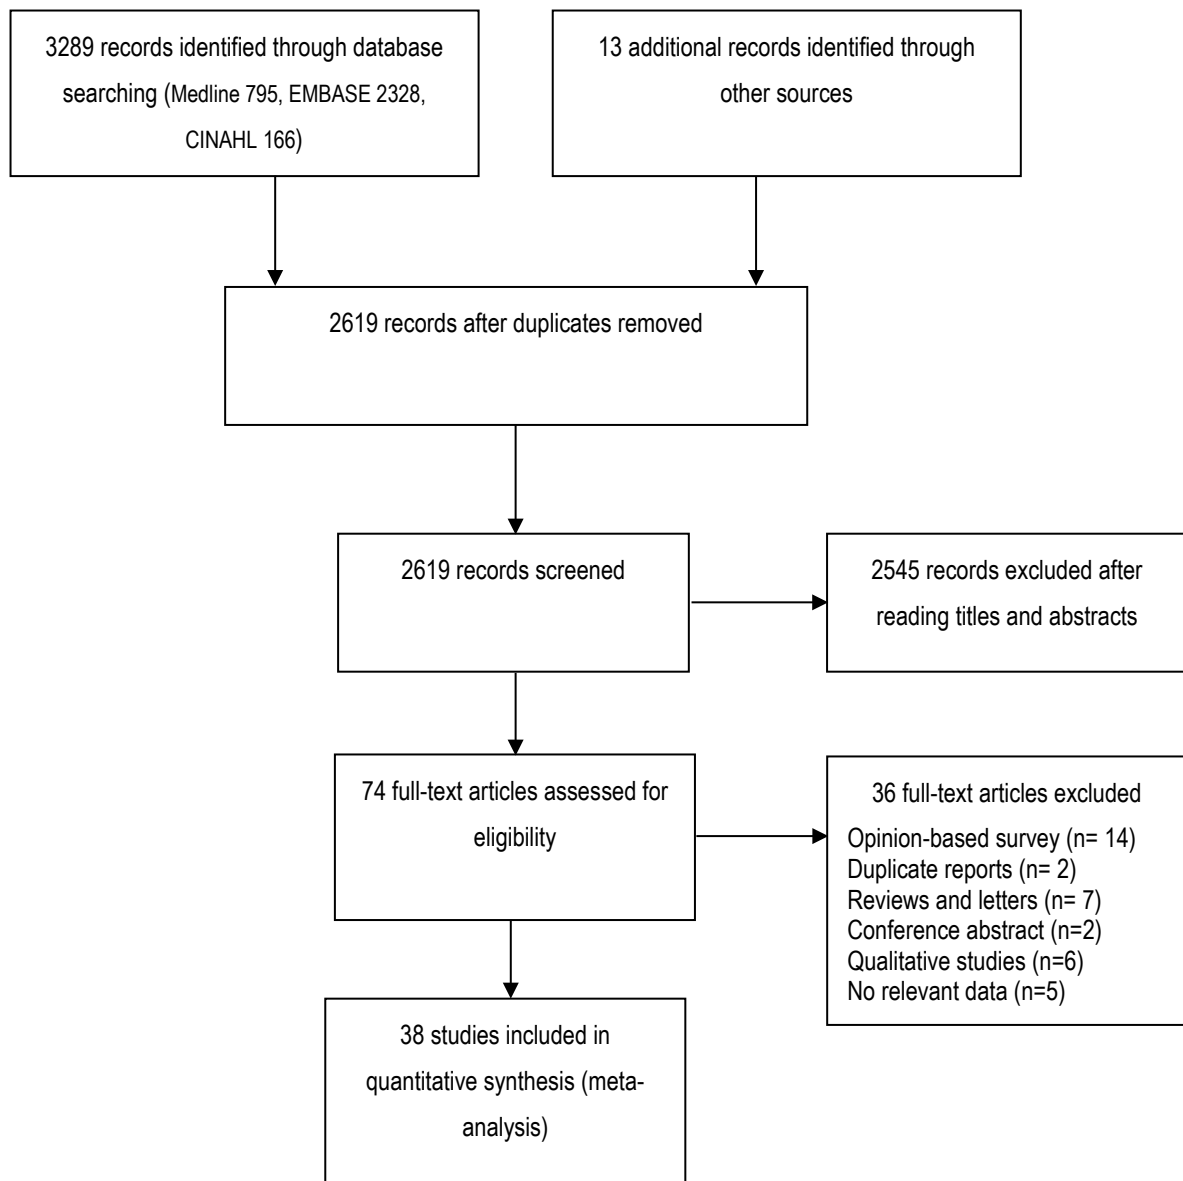 3289 records identified through database
searching (Medline 795, EMBASE 2328,
CINAHL 166)
13 additional records identified through
other sources
2619 records after duplicates removed
2619 records screened
2545 records excluded after
reading titles and abstracts
74 full-text articles assessed for
eligibility
36 full-text articles excluded
Opinion-based survey (n= 14)
Duplicate reports (n= 2)
Reviews and letters (n= 7)
Conference abstract (n=2)
Qualitative studies (n=6)
No relevant data (n=5)
38 studies included in
quantitative synthesis (meta-
analysis)